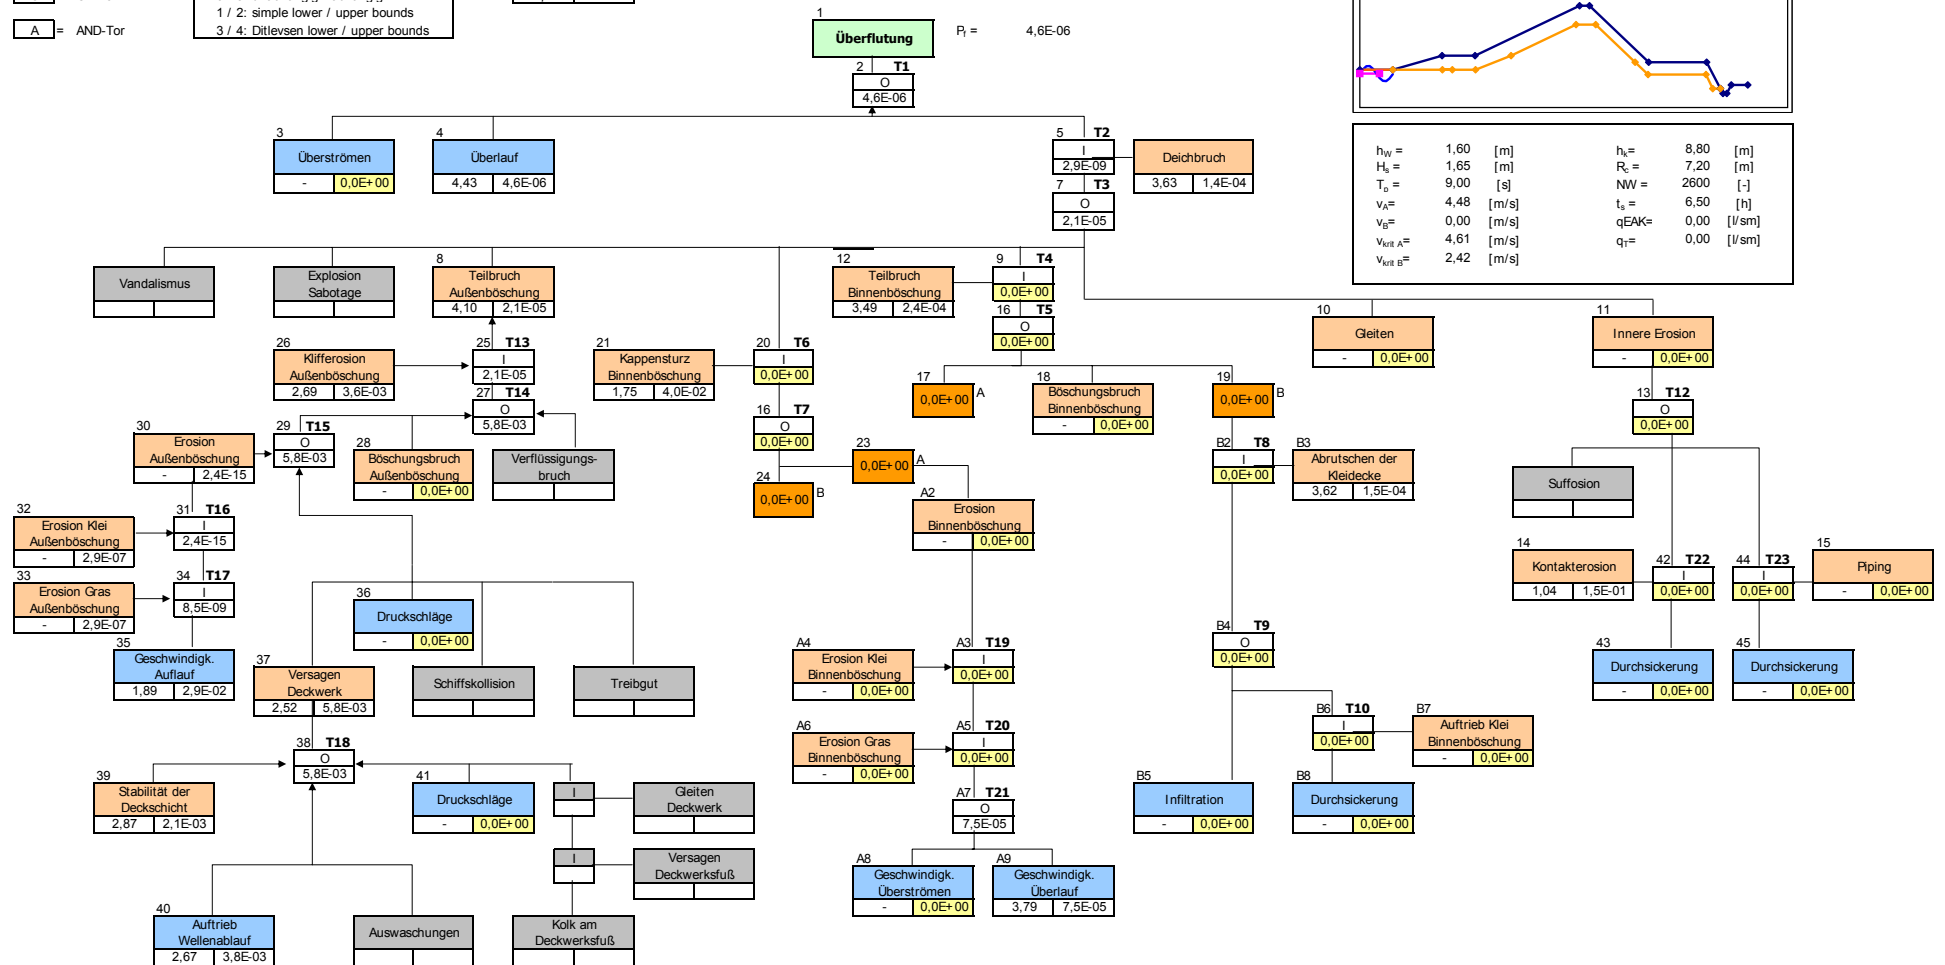 1 / 2: simple lower / upper bounds
A = AND-Tor
3 / 4: Ditlevsen lower / upper bounds
1
Überflutung
Pf = 4,6E-06
2 T1
O
4,6E-06
3
Überströmen
- 0,0E+00
4
Überlauf
4,43 4,6E-06
5 T2
I
2,9E-09
Deichbruch
3,63 1,4E-04
7 T3
O
2,1E-05
hW = 1,60 [m]
Hs = 1,65 [m]
Tp = 9,00 [s]
vA= 4,48 [m/s]
vB= 0,00 [m/s]
vkrit A= 4,61 [m/s]
vkrit B= 2,42 [m/s]
hk= 8,80 [m]
Rc = 7,20 [m]
NW = 2600 [-]
ts = 6,50 [h]
qEAK= 0,00 [l/sm]
qT= 0,00 [l/sm]
Vandalismus
Explosion
Sabotage
8
Teilbruch
Außenböschung
4,10 2,1E-05
12
Teilbruch
Binnenböschung
3,49 2,4E-04
9 T4
I
0,0E+00
16 T5
O
0,0E+00
10
Gleiten
- 0,0E+00
11
Innere Erosion
- 0,0E+00
26
Klifferosion
Außenböschung
2,69 3,6E-03
25 T13
I
2,1E-05
27 T14
O
5,8E-03
21
Kappensturz
Binnenböschung
1,75 4,0E-02
20 T6
I
0,0E+00
16 T7
O
0,0E+00
17
0,0E+00 A
18
Böschungsbruch
Binnenböschung
- 0,0E+00
19
0,0E+00 B
13 T12
O
0,0E+00
30
Erosion
Außenböschung
- 2,4E-15
29 T15
O
5,8E-03
28
Böschungsbruch
Außenböschung
- 0,0E+00
Verflüssigungs-
bruch
23
0,0E+00 A
24
0,0E+00 B
A2
Erosion
Binnenböschung
- 0,0E+00
B2 T8
I
0,0E+00
B3
Abrutschen der
Kleidecke
3,62 1,5E-04
Suffosion
32
Erosion Klei
Außenböschung
- 2,9E-07
31 T16
I
2,4E-15
33
Erosion Gras
Außenböschung
- 2,9E-07
34 T17
I
8,5E-09
35
Geschwindigk.
Auflauf
1,89 2,9E-02
36
Druckschläge
- 0,0E+00
37
Versagen
Deckwerk
2,52 5,8E-03
Schiffskollision
Treibgut
14
Kontakterosion
1,04 1,5E-01
42 T22
I
0,0E+00
44 T23
I
0,0E+00
15
Piping
- 0,0E+00
43
Durchsickerung
- 0,0E+00
45
Durchsickerung
- 0,0E+00
A4
Erosion Klei
Binnenböschung
- 0,0E+00
A3 T19
I
0,0E+00
B4 T9
O
0,0E+00
A6
Erosion Gras
Binnenböschung
- 0,0E+00
A5 T20
I
0,0E+00
B6 T10
I
0,0E+00
B7
Auftrieb Klei
Binnenböschung
- 0,0E+00
38 T18
O
5,8E-03
39
Stabilität der
Deckschicht
2,87 2,1E-03
41
Druckschläge
- 0,0E+00
I
Gleiten
Deckwerk
A7 T21
O
7,5E-05
B5
Infiltration
- 0,0E+00
B8
Durchsickerung
- 0,0E+00
I
Versagen
Deckwerksfuß
A8
Geschwindigk.
Überströmen
- 0,0E+00
A9
Geschwindigk.
Überlauf
3,79 7,5E-05
40
Auftrieb
Wellenablauf
2,67 3,8E-03
Auswaschungen
Kolk am
Deckwerksfuß